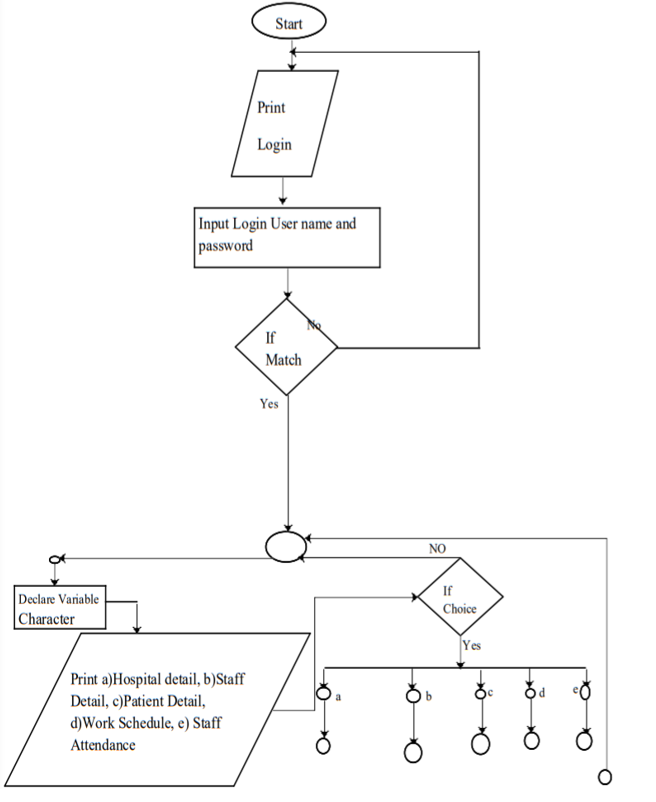 Start
Print
Login
Input Login User name and
password
No
If
Match
Yes
NO
If
Choice
Declare Variable
Character
Yes
Print a)Hospital detail, b)Staff
Detail, c)Patient Detail,
d)Work Schedule, e) Staff
Attendance
a
b
c
d
e